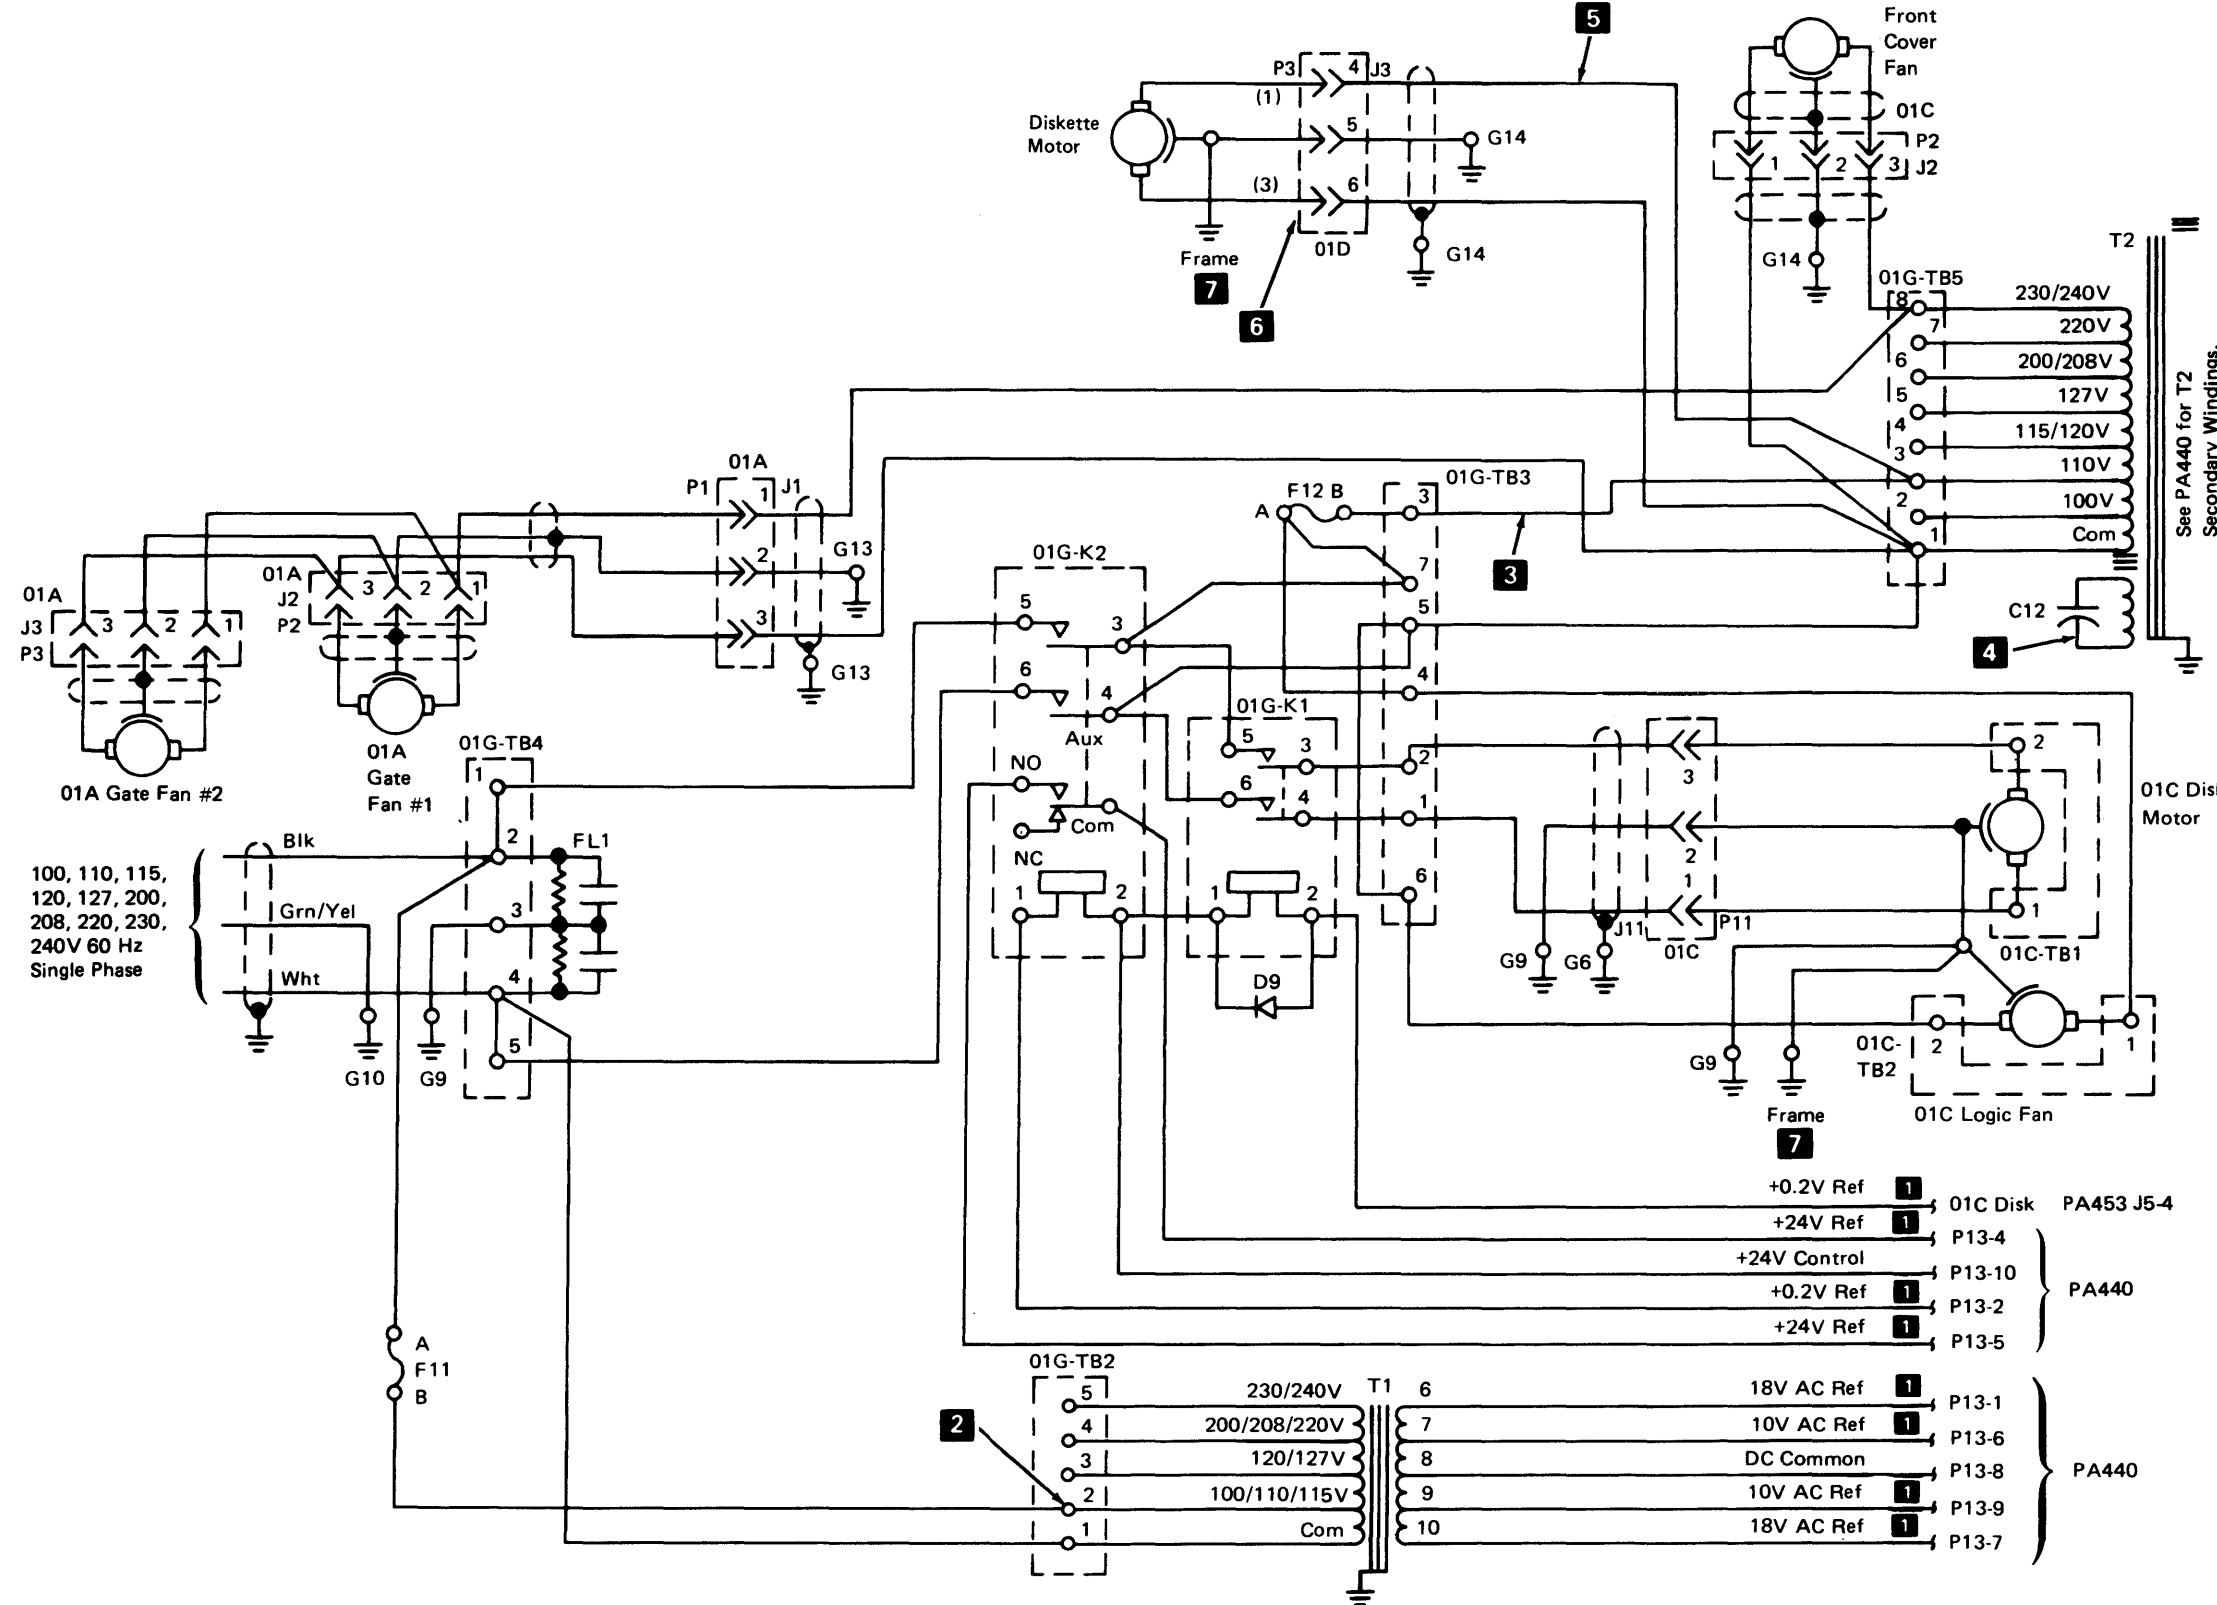 5
Front
Cover
Fan
01C
P2
J2
1
2
3
P3
4
J3
(1)
Diskette
Motor
5
G14
(3)
6
01D
G14
Frame
7
6
G14
T2
01G-TB5
8
230/240V
7
220V
6
200/208V
5
127V
4
115/120V
3
110V
2
100V
1
Com
See PA440 for T2
Secondary Windings.
C12
4
01A
P1
1
J1
2
G13
3
G13
01A
J3
P3
3
2
1
01A
J2
P2
3
2
1
01A Gate Fan #2
01A
Gate
Fan #1
01G-K2
5
3
6
4
Aux
NO
Com
NC
1
2
A
F12 B
01G-TB3
3
3
7
5
4
2
1
6
01G-K1
5
3
6
4
1
2
D9
01G-TB4
1
2
FL1
3
4
5
Blk
Grn/Yel
Wht
100, 110, 115,
120, 127, 200,
208, 220, 230,
240V 60 Hz
Single Phase
G10
G9
3
2
1
J11
P11
01C
G9
G6
2
1
01C-TB1
Motor
G9
Frame
7
01C-
TB2
2
1
01C Logic Fan
+0.2V Ref
1
01C Disk
PA453 J5-4
+24V Ref
1
P13-4
+24V Control
P13-10
+0.2V Ref
1
P13-2
+24V Ref
1
P13-5
PA440
A
F11
B
01G-TB2
2
5
230/240V
4
200/208/220V
3
120/127V
2
100/110/115V
1
Com
T1
6
18V AC Ref
1
P13-1
7
10V AC Ref
1
P13-6
8
DC Common
P13-8
9
10V AC Ref
1
P13-9
10
18V AC Ref
1
P13-7
PA440